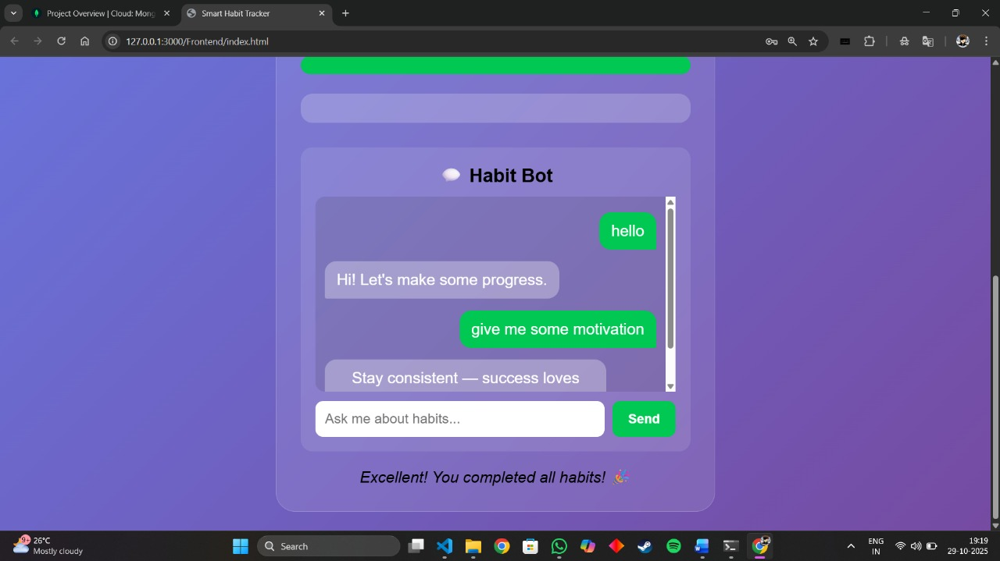 Project Overview | Cloud: Mong
Smart Habit Tracker
127.0.0.1:3000/Frontend/index.html
💬 Habit Bot
hello
Hi! Let's make some progress.
give me some motivation
Stay consistent — success loves
Ask me about habits...
Send
Excellent! You completed all habits! 🎉
9+
26°C
Mostly cloudy
Search
ENG
IN
19:19
29-10-2025